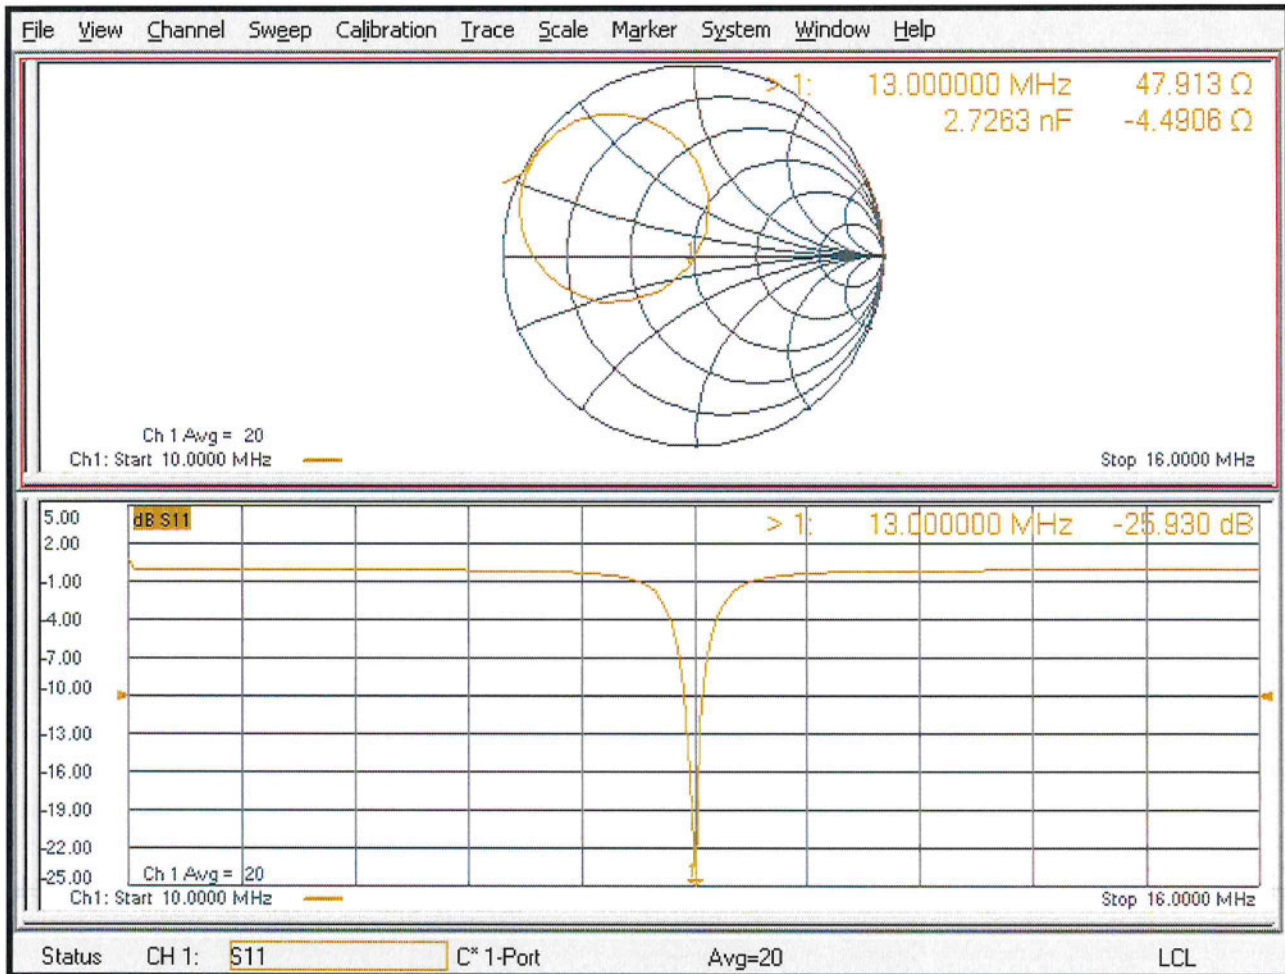 File View Channel Sweep Calibration Trace Scale Marker System Window Help
> 1: 13.000000 MHz 47.913 Ω
2.7263 nF -4.4906 Ω
1
Ch 1 Avg = 20
Ch1: Start 10.0000 MHz Stop 16.0000 MHz
5.00 dB S11 > 1: 13.000000 MHz -25.930 dB
2.00
-1.00
-4.00
-7.00
-10.00
-13.00
-16.00
-19.00
-22.00
1
-25.00 Ch 1 Avg = 20
Ch1: Start 10.0000 MHz Stop 16.0000 MHz
Status CH 1: S11 C* 1-Port Avg=20 LCL